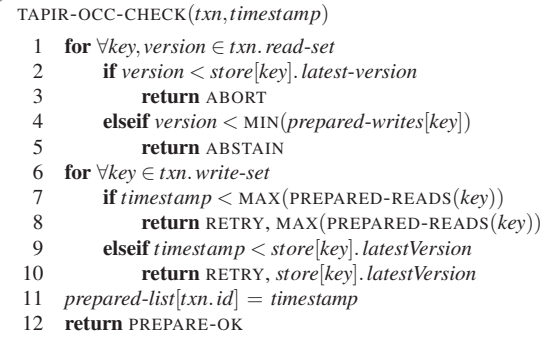 TAPIR-OCC-CHECK(txn,timestamp)
1 for ∀key,version ∈ txn.read-set
2 if version < store[key].latest-version
3 return ABORT
4 elseif version < MIN(prepared-writes[key])
5 return ABSTAIN
6 for ∀key ∈ txn.write-set
7 if timestamp < MAX(PREPARED-READS(key))
8 return RETRY, MAX(PREPARED-READS(key))
9 elseif timestamp < store[key].latestVersion
10 return RETRY, store[key].latestVersion
11 prepared-list[txn.id] = timestamp
12 return PREPARE-OK